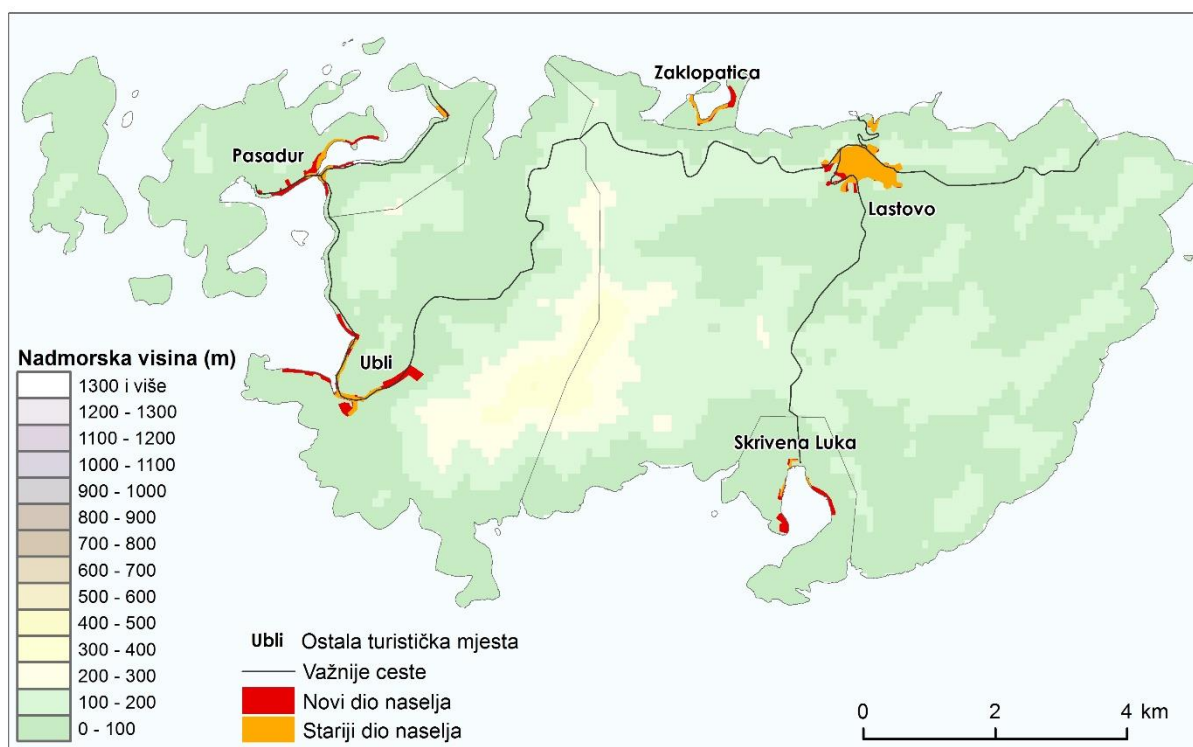 Zaklopatica
Pasadur
Lastovo
Ubli
Skrivena Luka
Nadmorska visina (m)
1300 i više
1200 - 1300
1100 - 1200
1000 - 1100
900 - 1000
800 - 900
700 - 800
600 - 700
500 - 600
400 - 500
300 - 400
200 - 300
100 - 200
0 - 100
Ubli Ostala turistička mjesta
Važnije ceste
Novi dio naselja
Stariji dio naselja
0 2 4 km